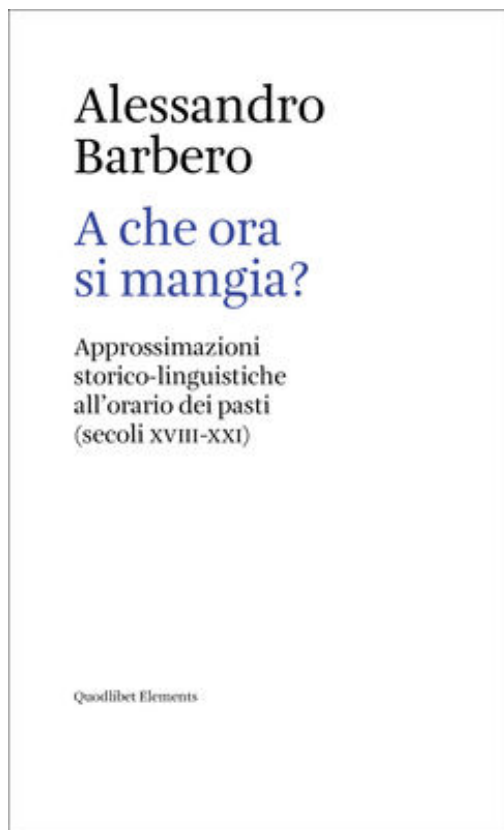 Alessandro
Barbero
A che ora
si mangia?
Approssimazioni
storico-linguistiche
all'orario dei pasti
(secoli XVIII-XXI)
Quodlibet Elements